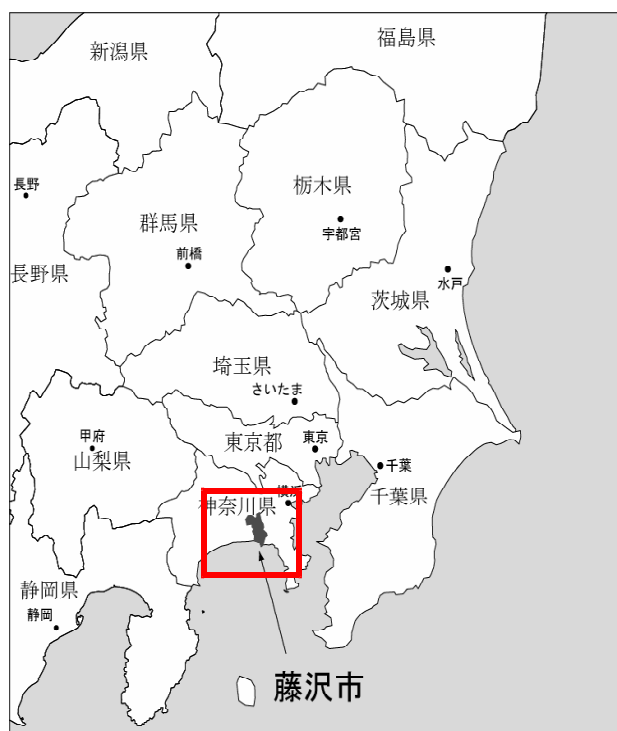 福島県
新潟県
長野
栃木県
宇都宮
群馬県
前橋
長野県
水戸
茨城県
埼玉県
さいたま
甲府
山梨県
東京都
東京
千葉
千葉県
神奈川県
横浜
静岡県
静岡
藤沢市